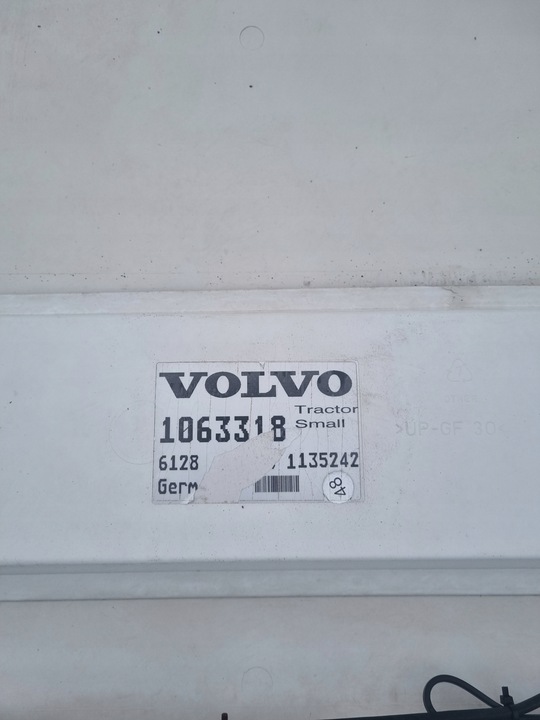 VOLVO
Tractor
1063318 Small
>UP-GF 30<
6128 1135242
Germ
48